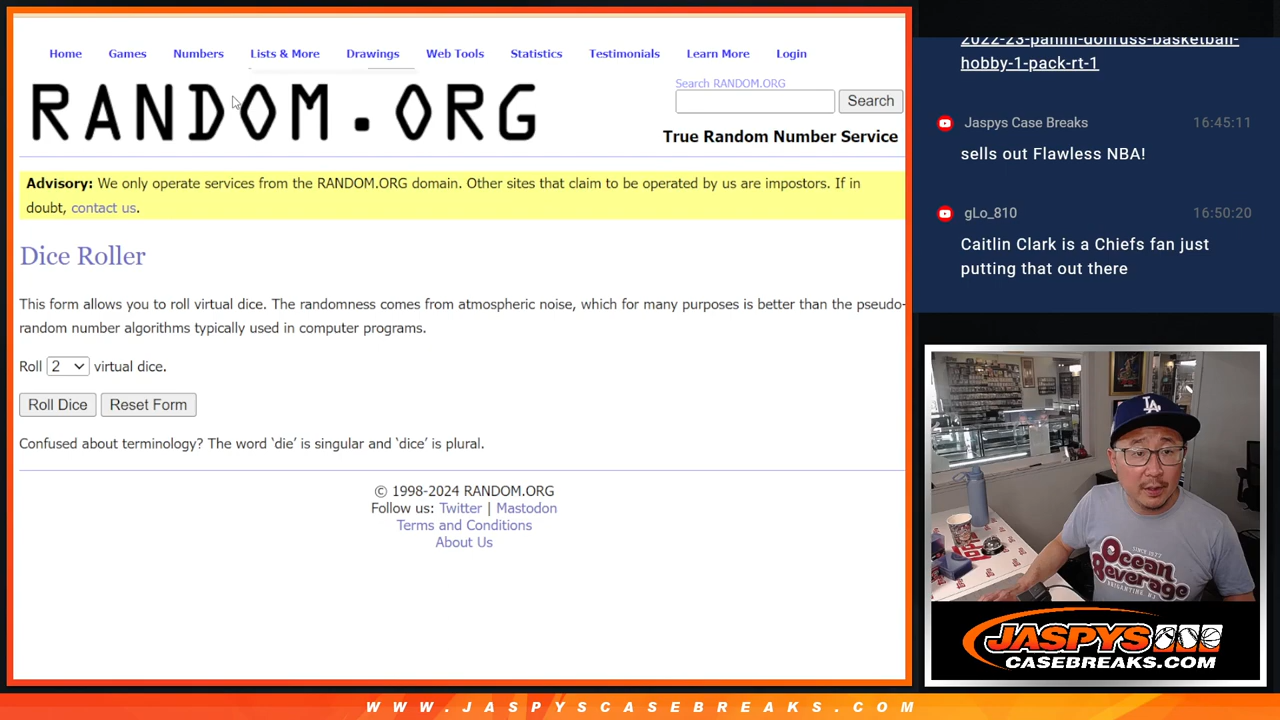 Home Games Numbers Lists & More Drawings Web Tools Statistics Testimonials Learn More Login
RANDOM.ORG
Search RANDOM.ORG
Search
True Random Number Service
Advisory: We only operate services from the RANDOM.ORG domain. Other sites that claim to be operated by us are impostors. If in
doubt, contact us.
Dice Roller
This form allows you to roll virtual dice. The randomness comes from atmospheric noise, which for many purposes is better than the pseudo-
random number algorithms typically used in computer programs.
Roll 2 virtual dice.
Roll Dice Reset Form
Confused about terminology? The word ‘die’ is singular and ‘dice’ is plural.
© 1998-2024 RANDOM.ORG
Follow us: Twitter | Mastodon
Terms and Conditions
About Us
2022-23-panini-donruss-basketball-
hobby-1-pack-rt-1
Jaspys Case Breaks 16:45:11
sells out Flawless NBA!
gLo_810 16:50:20
Caitlin Clark is a Chiefs fan just
putting that out there
LA
Ocean
Beverage
JASPYS
CASEBREAKS.COM
WWW.JASPYSCASEBREAKS.COM